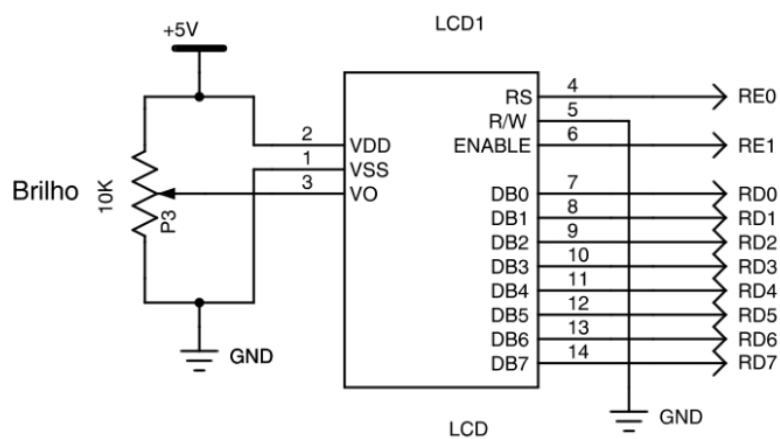 LCD1
+5V
4
RS
RE0
5
R/W
6
ENABLE
RE1
2
VDD
1
VSS
3
VO
Brilho
10K
P3
7
DB0
RD0
8
DB1
RD1
9
DB2
RD2
10
DB3
RD3
11
DB4
RD4
12
DB5
RD5
13
DB6
RD6
14
DB7
RD7
GND
GND
LCD